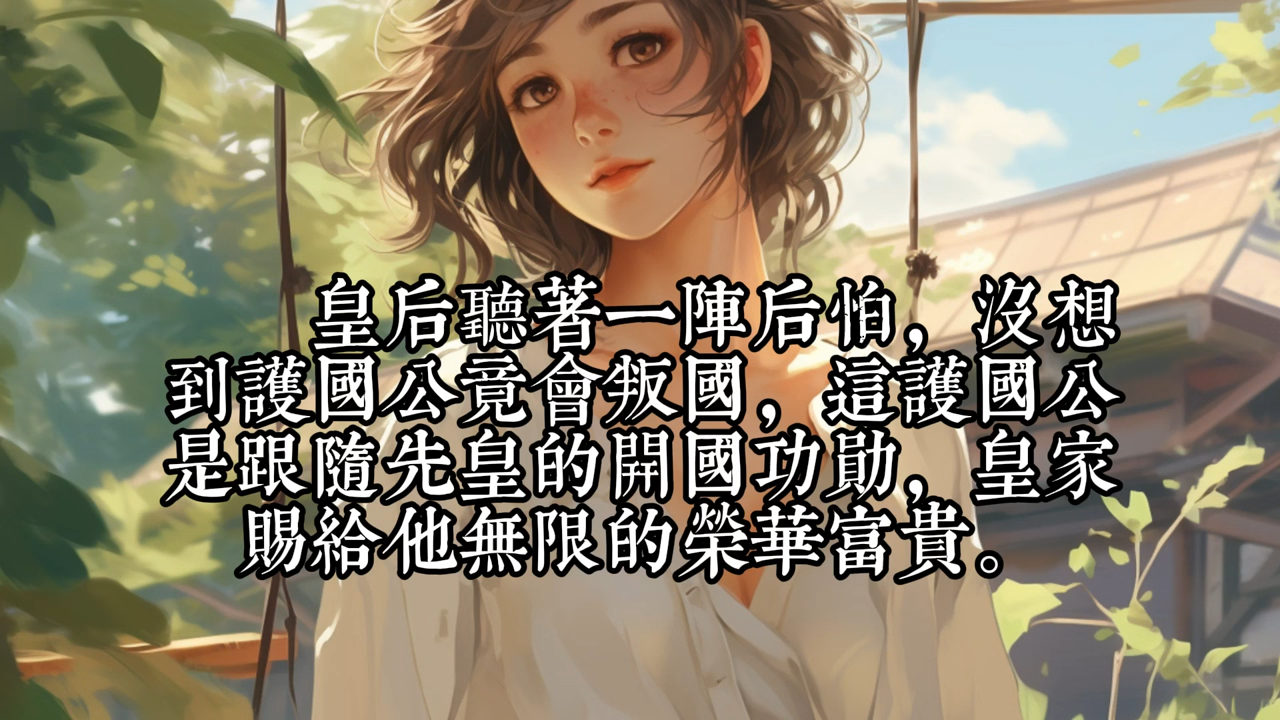 皇后聽著一陣后怕，沒想
到護國公竟會叛國，這護國公
是跟隨先皇的開國功勛，皇家
賜給他無限的榮華富貴。